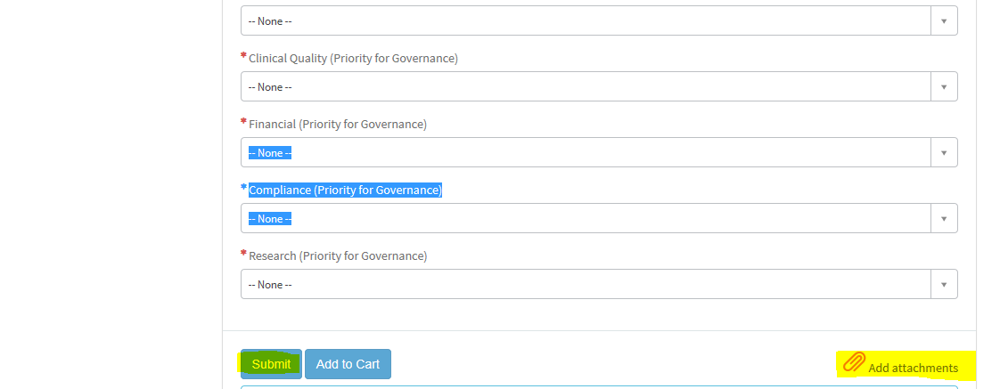 -- None --
* Clinical Quality (Priority for Governance)
-- None --
* Financial (Priority for Governance)
-- None --
* Compliance (Priority for Governance)
-- None --
* Research (Priority for Governance)
-- None --
Submit Add to Cart Add attachments